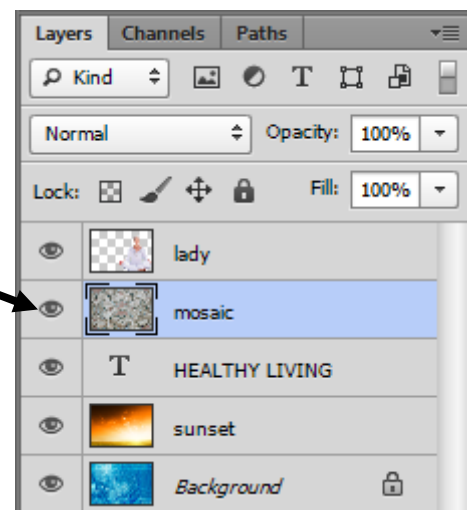 Layers Channels Paths
Kind T
Normal Opacity: 100%
Lock: Fill: 100%
lady
mosaic
T HEALTHY LIVING
sunset
Background